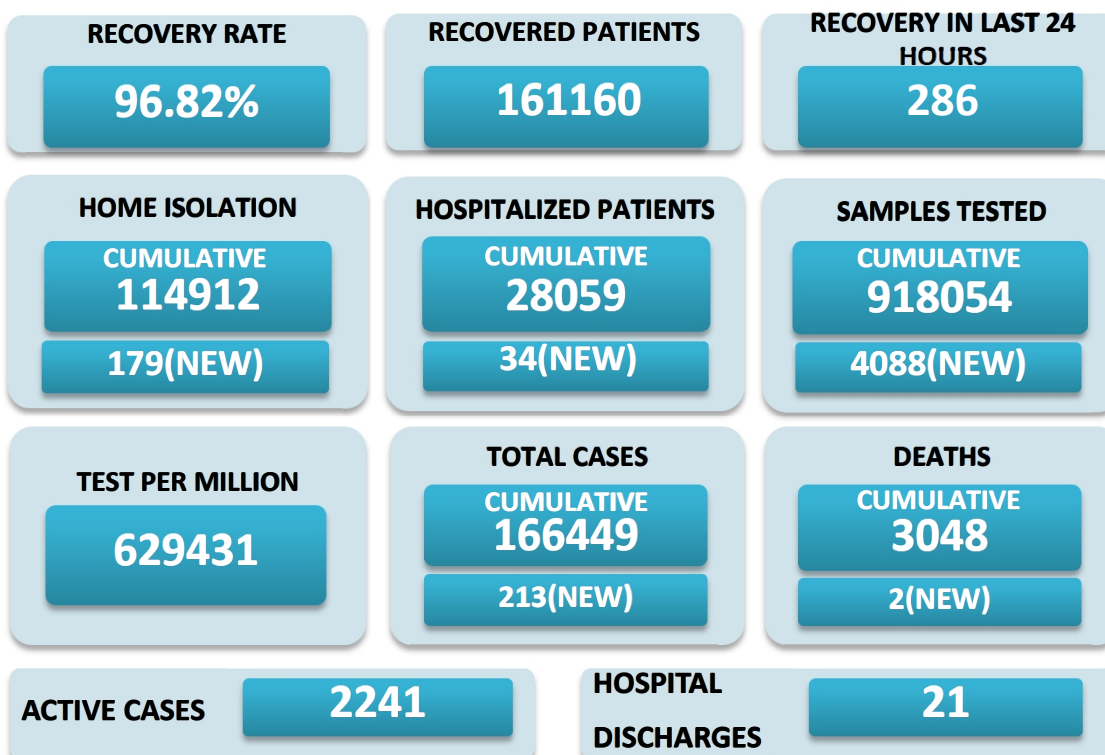 RECOVERY RATE
96.82%
RECOVERED PATIENTS
161160
RECOVERY IN LAST 24
HOURS
286
HOME ISOLATION
CUMULATIVE
114912
179(NEW)
HOSPITALIZED PATIENTS
CUMULATIVE
28059
34(NEW)
SAMPLES TESTED
CUMULATIVE
918054
4088(NEW)
TEST PER MILLION
629431
TOTAL CASES
CUMULATIVE
166449
213(NEW)
DEATHS
CUMULATIVE
3048
2(NEW)
ACTIVE CASES
2241
HOSPITAL
DISCHARGES
21